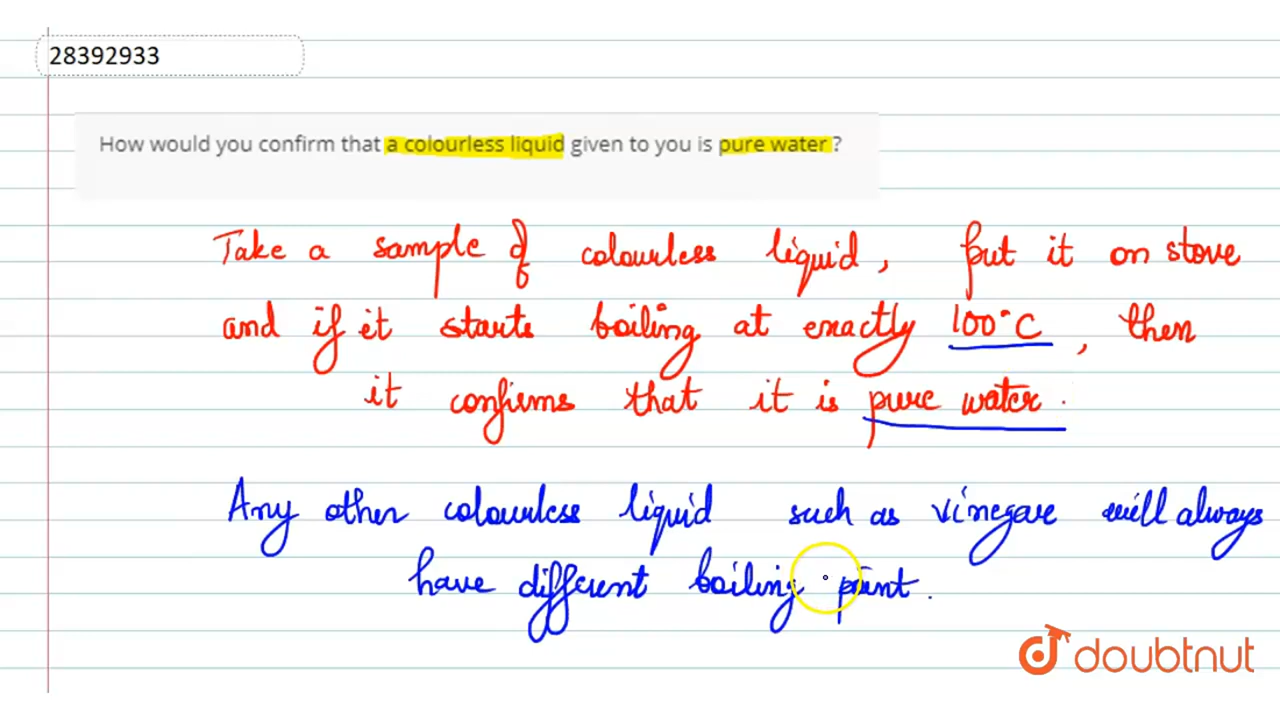 28392933
How would you confirm that a colourless liquid given to you is pure water ?
Take a sample of colourless liquid, put it on stove
and if it starts boiling at exactly 100°C, then
it confirms that it is pure water.
Any other colourless liquid such as vinegar will always
have different boiling point.
doubtnut